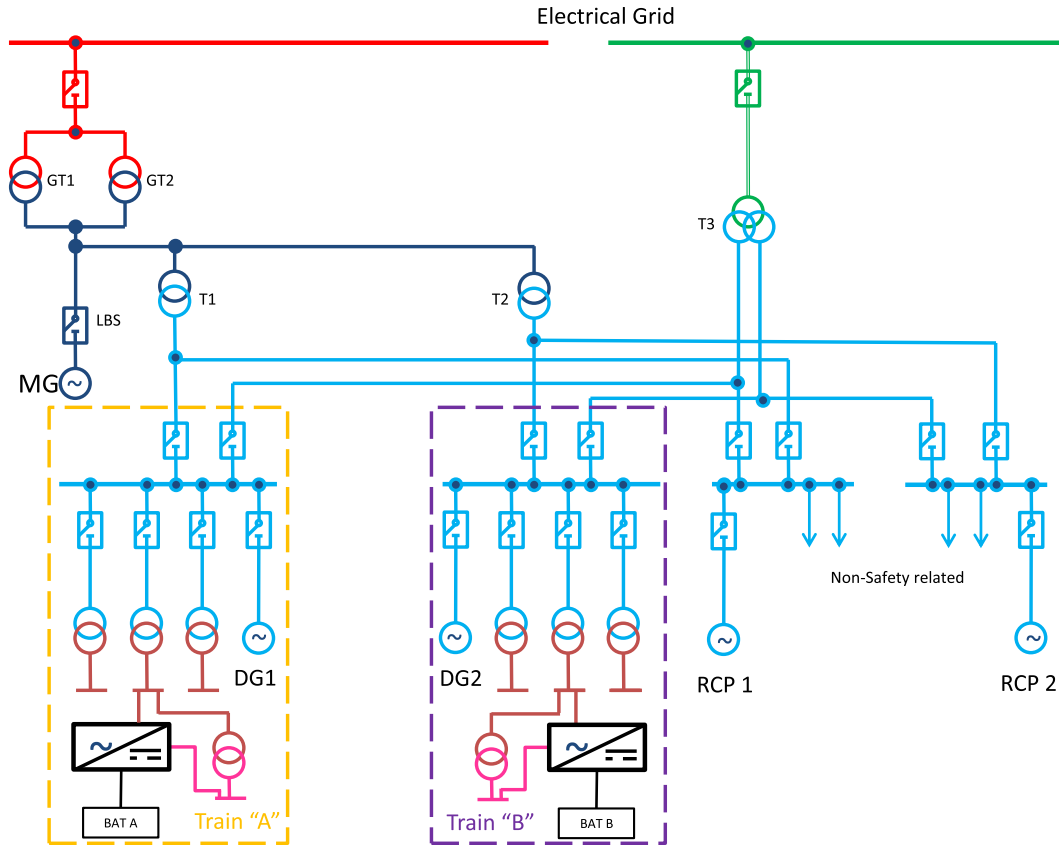 Electrical Grid
GT1
GT2
T3
T1
T2
LBS
MG
~
Non-Safety related
~
DG1
~
DG2
~
RCP 1
~
RCP 2
~
~
BAT A
Train “A”
Train “B”
BAT B